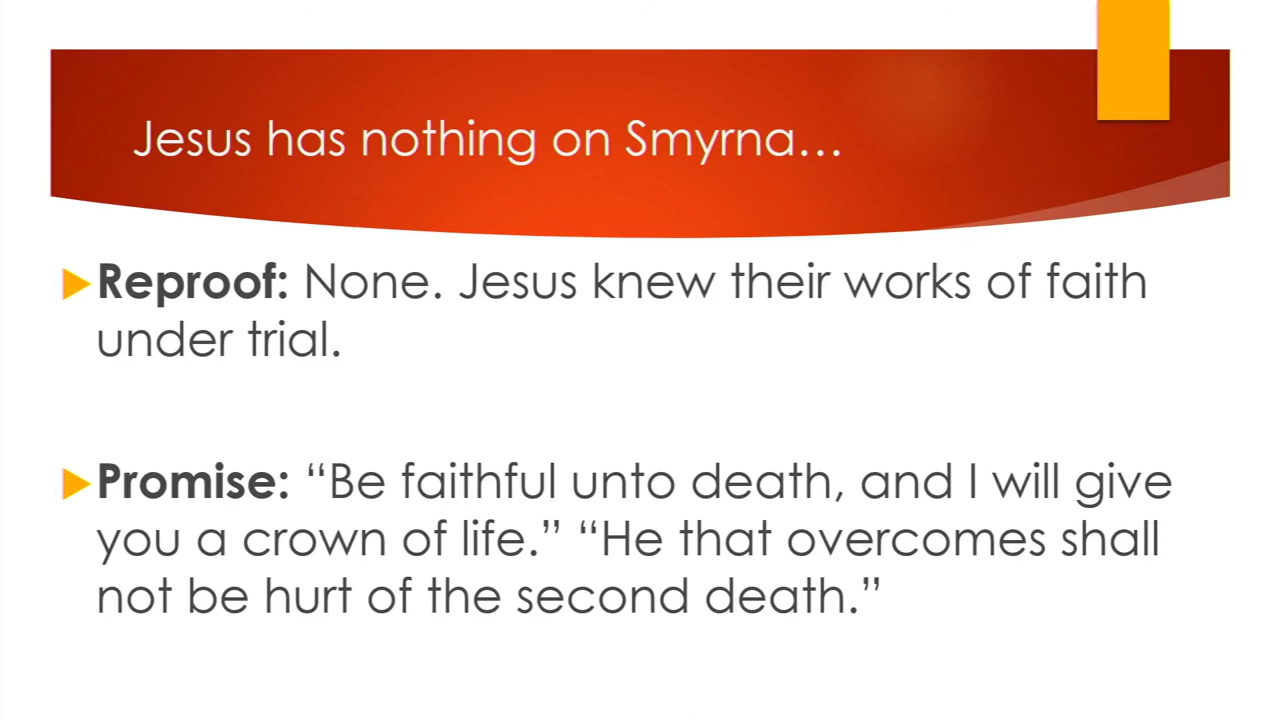 Jesus has nothing on Smyrna…
Reproof: None. Jesus knew their works of faith
under trial.
Promise: “Be faithful unto death, and I will give
you a crown of life.” “He that overcomes shall
not be hurt of the second death.”